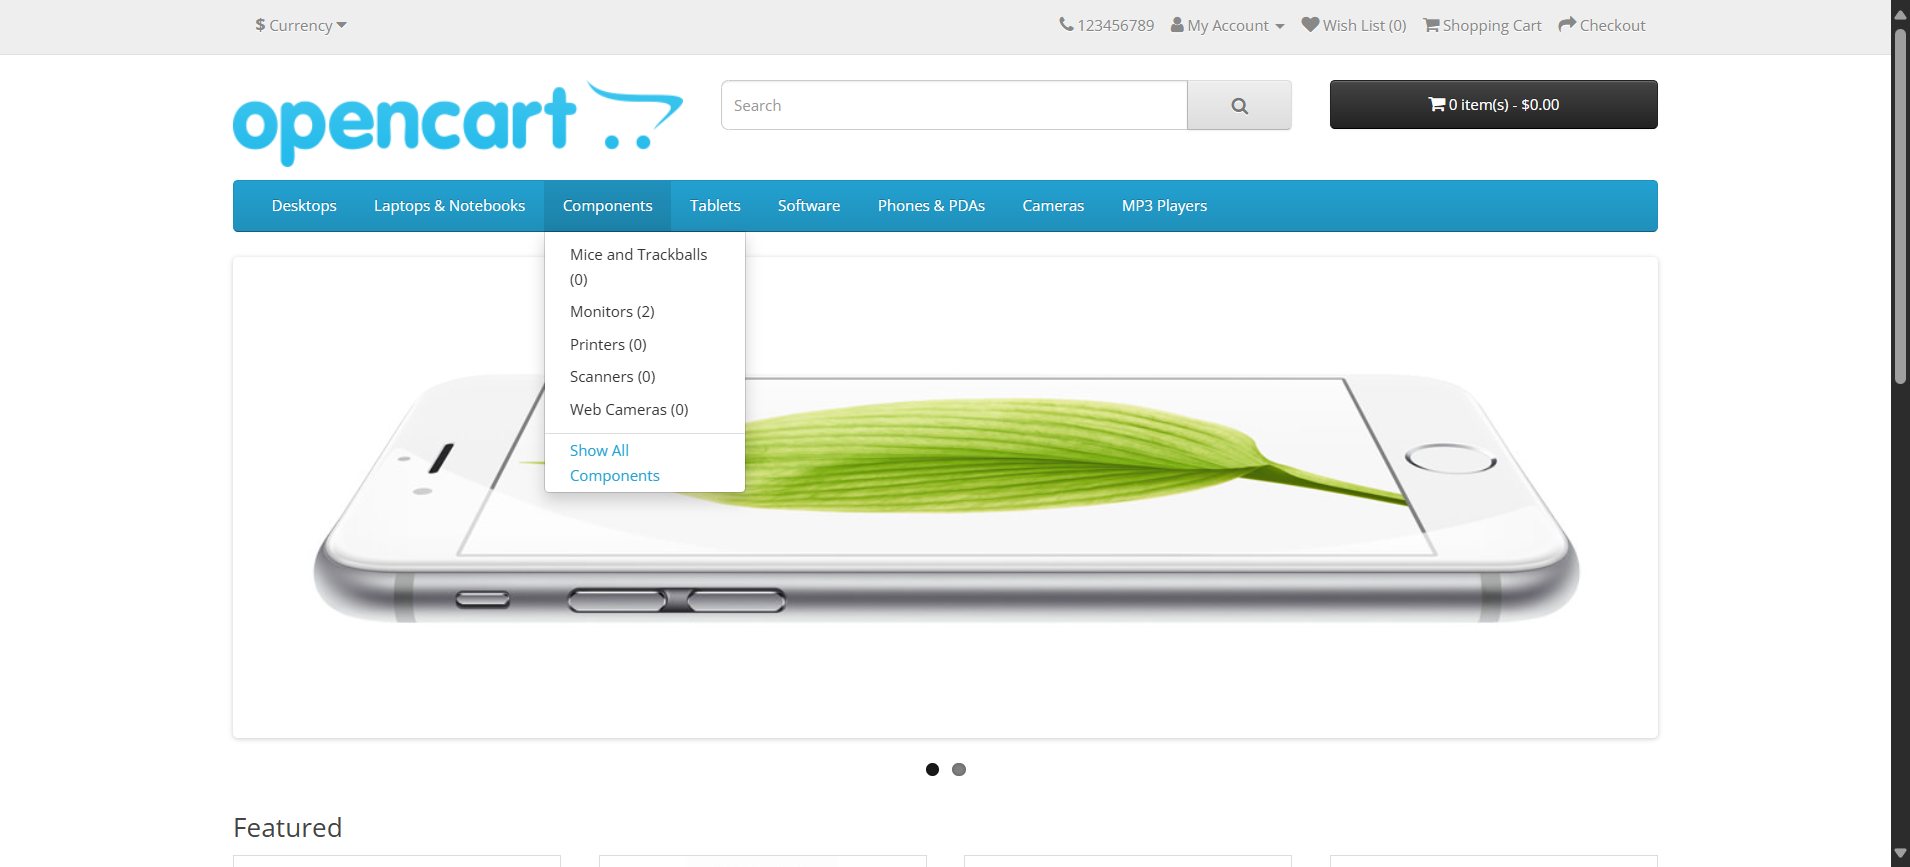 $ Currency
123456789 My Account Wish List (0) Shopping Cart Checkout
opencart
Search
0 item(s) - $0.00
Desktops Laptops & Notebooks Components Tablets Software Phones & PDAs Cameras MP3 Players
Mice and Trackballs
(0)
Monitors (2)
Printers (0)
Scanners (0)
Web Cameras (0)
Show All
Components
Featured